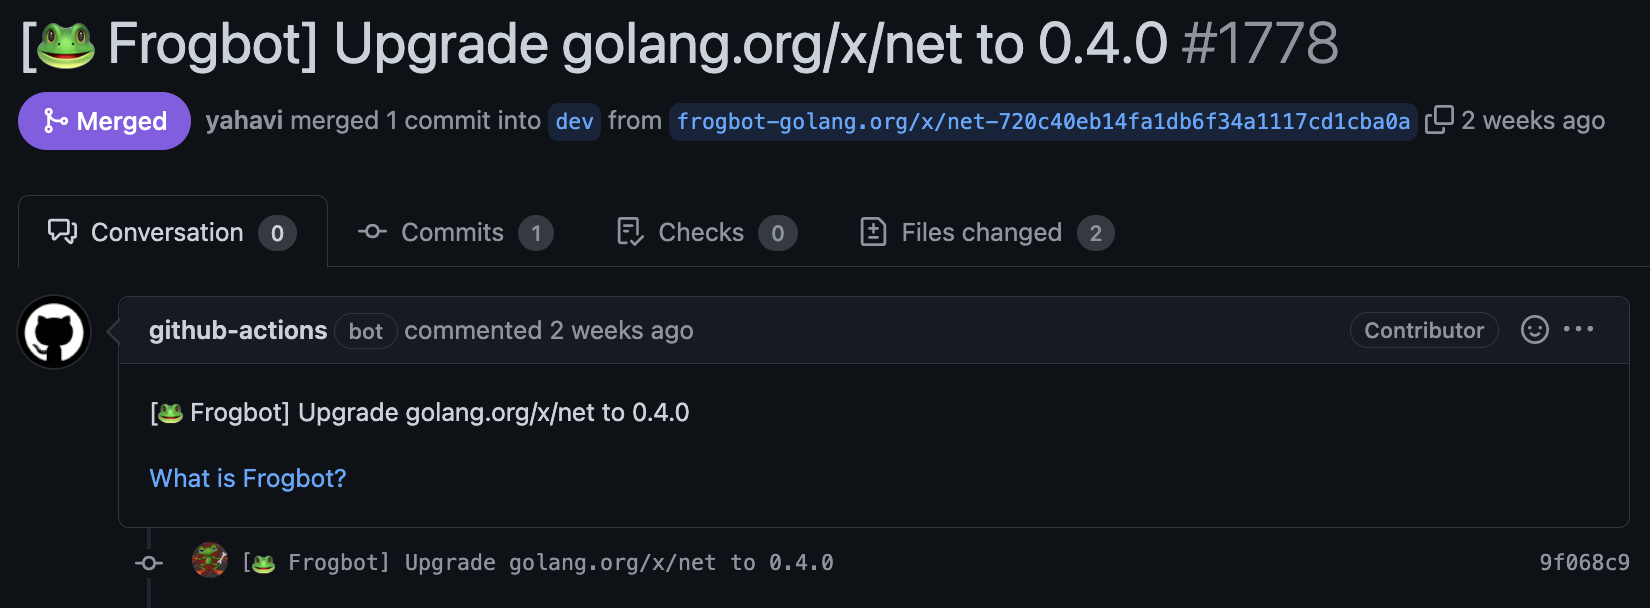 [🐸 Frogbot] Upgrade golang.org/x/net to 0.4.0 #1778
Merged yahavi merged 1 commit into dev from frogbot-golang.org/x/net-720c40eb14fa1db6f34a1117cd1cba0a 2 weeks ago
Conversation 0 Commits 1 Checks 0 Files changed 2
github-actions bot commented 2 weeks ago Contributor
[🐸 Frogbot] Upgrade golang.org/x/net to 0.4.0
What is Frogbot?
[🐸 Frogbot] Upgrade golang.org/x/net to 0.4.0 9f068c9